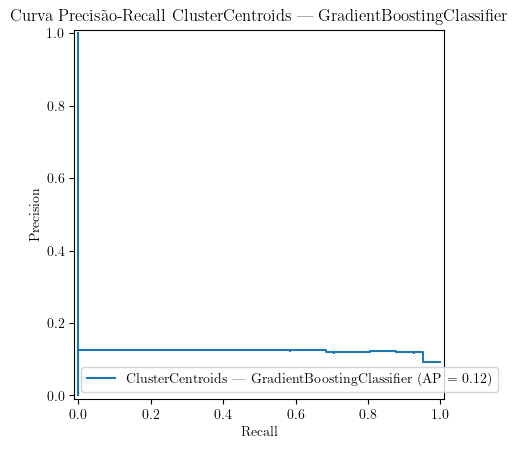 Curva Precisão-Recall ClusterCentroids — GradientBoostingClassifier
1.0
0.8
0.6
0.4
0.2
0.0
Precision
ClusterCentroids — GradientBoostingClassifier (AP = 0.12)
0.0 0.2 0.4 0.6 0.8 1.0
Recall